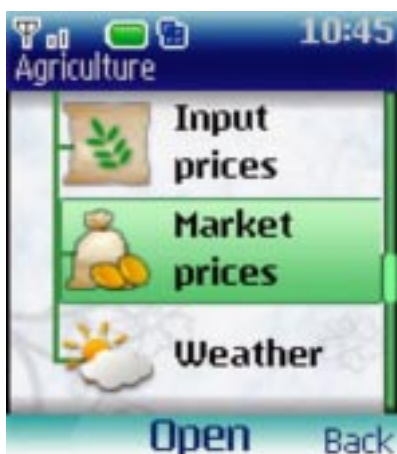 10:45
Agriculture
Input
prices
Market
prices
Weather
Open Back